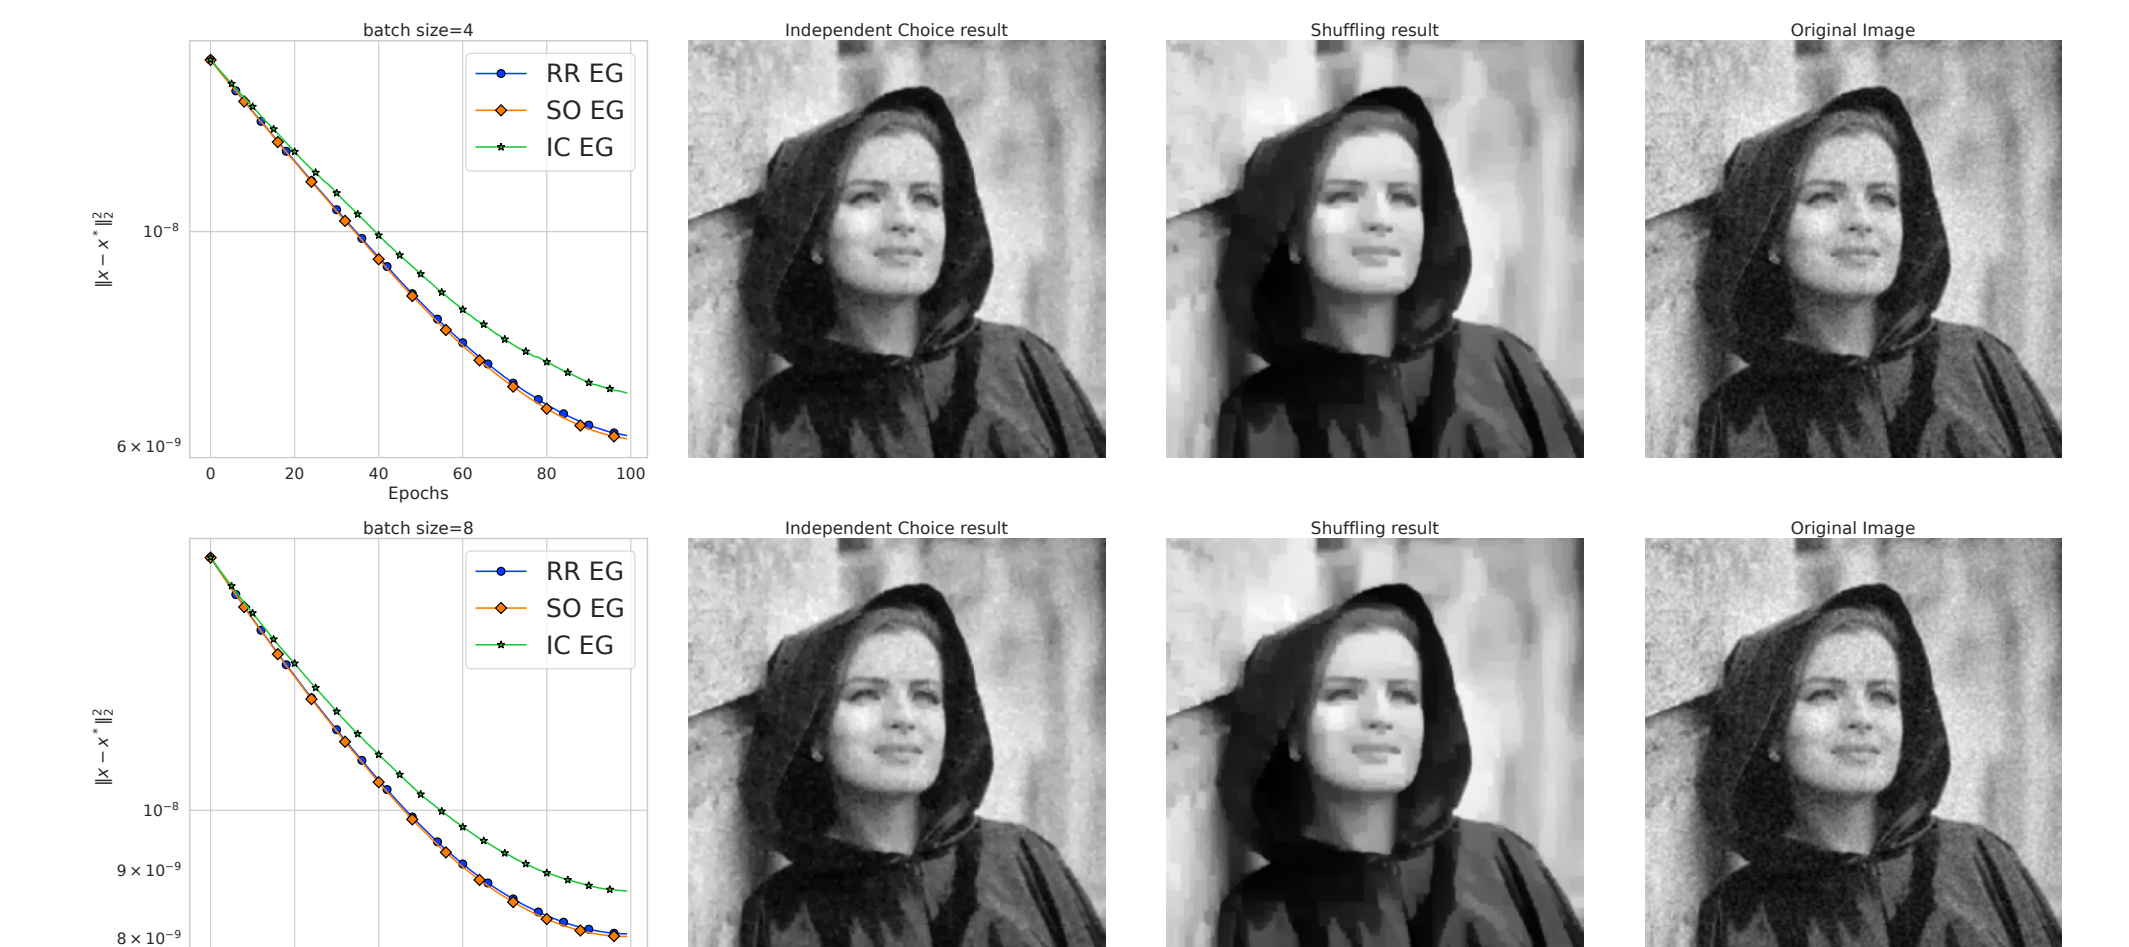 batch size=4
Independent Choice result
Shuffling result
Original Image
RR EG
SO EG
IC EG
‖x − x*‖₂²
10⁻⁸
6 × 10⁻⁹
0 20 40 60 80 100
Epochs
batch size=8
Independent Choice result
Shuffling result
Original Image
RR EG
SO EG
IC EG
‖x − x*‖₂²
10⁻⁸
9 × 10⁻⁹
8 × 10⁻⁹